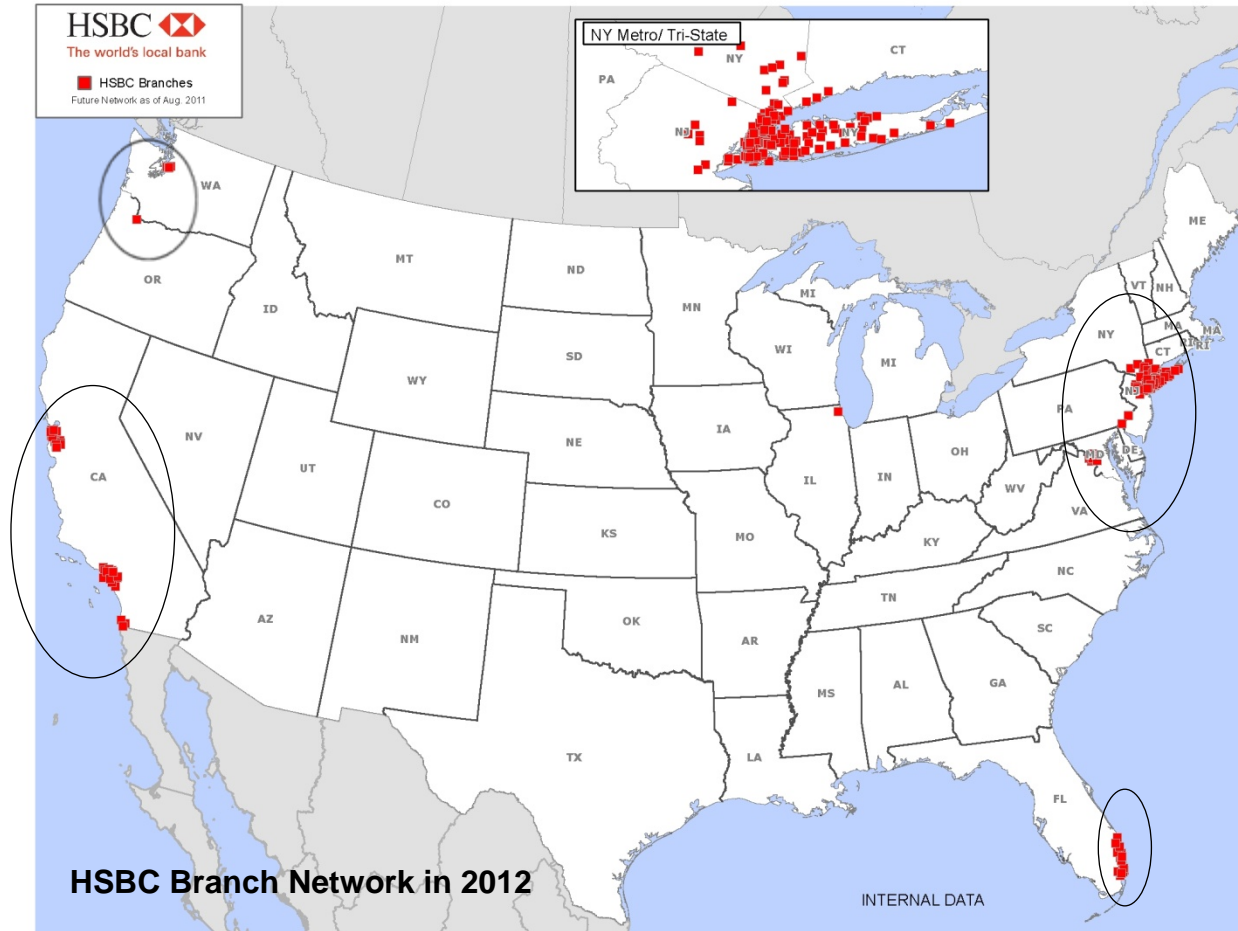 HSBC
The world's local bank
HSBC Branches
Future Network as of Aug. 2011
NY Metro/ Tri-State
NY
CT
PA
NJ
NY
WA
OR
MT
ID
ND
MN
SD
WY
WI
MI
MI
ME
VT
NH
NY
MA
MA
RI
RI
CT
NJ
PA
NV
CA
UT
CO
NE
IA
IL
IN
OH
WV
MD
DE
VA
KS
MO
KY
AZ
NM
OK
AR
TN
NC
SC
MS
AL
GA
TX
LA
FL
HSBC Branch Network in 2012
INTERNAL DATA